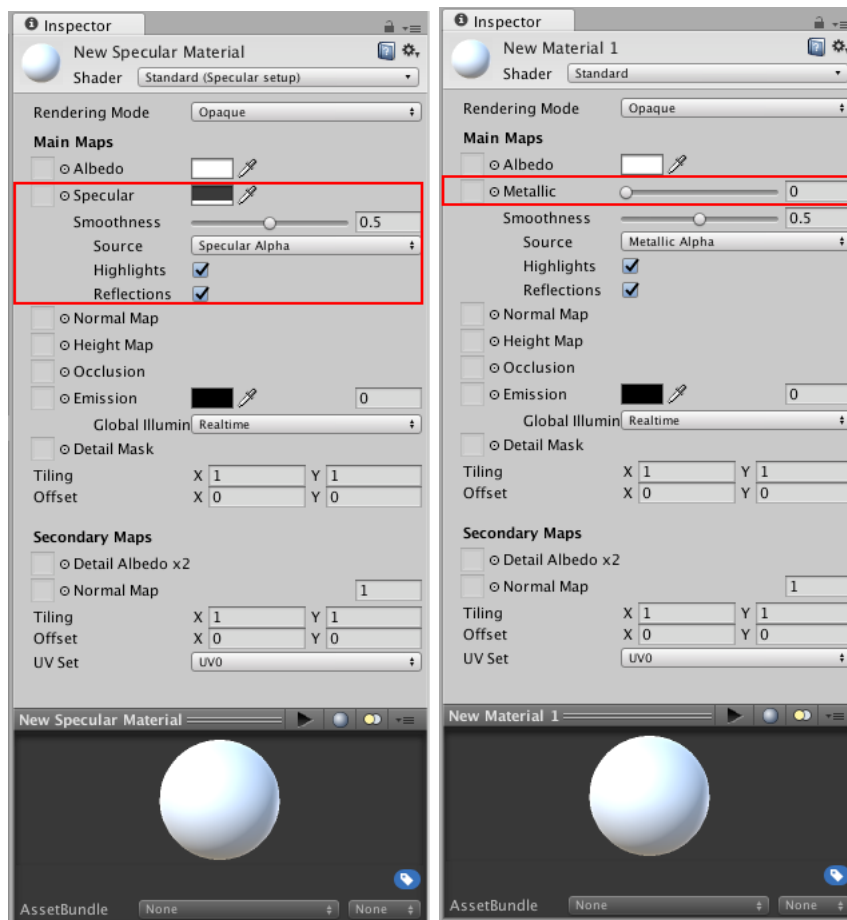 Inspector
New Specular Material
Shader Standard (Specular setup)
Rendering Mode Opaque
Main Maps
Albedo
Specular
Smoothness 0.5
Source Specular Alpha
Highlights
Reflections
Normal Map
Height Map
Occlusion
Emission 0
Global Illumin Realtime
Detail Mask
Tiling X 1 Y 1
Offset X 0 Y 0
Secondary Maps
Detail Albedo x2
Normal Map 1
Tiling X 1 Y 1
Offset X 0 Y 0
UV Set UV0
New Specular Material
AssetBundle None None
Inspector
New Material 1
Shader Standard
Rendering Mode Opaque
Main Maps
Albedo
Metallic 0
Smoothness 0.5
Source Metallic Alpha
Highlights
Reflections
Normal Map
Height Map
Occlusion
Emission 0
Global Illumin Realtime
Detail Mask
Tiling X 1 Y 1
Offset X 0 Y 0
Secondary Maps
Detail Albedo x2
Normal Map 1
Tiling X 1 Y 1
Offset X 0 Y 0
UV Set UV0
New Material 1
AssetBundle None None